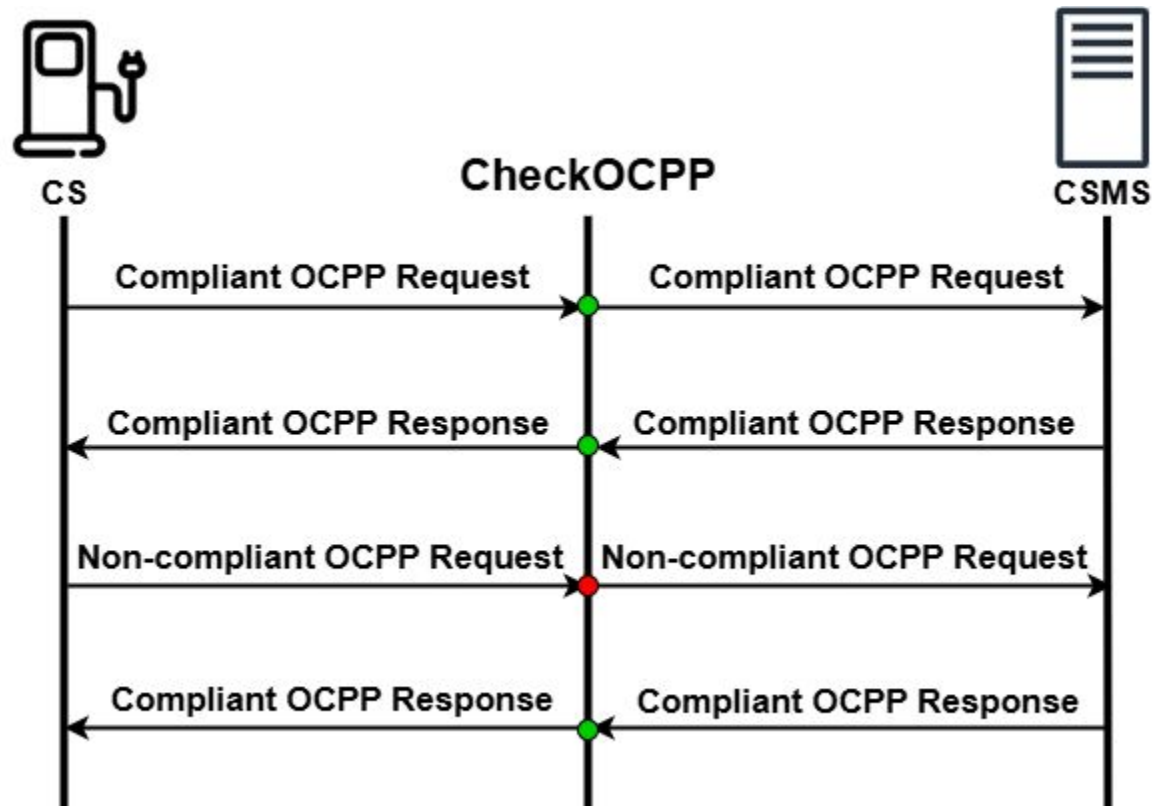 CS
CheckOCPP
CSMS
Compliant OCPP Request
Compliant OCPP Request
Compliant OCPP Response
Compliant OCPP Response
Non-compliant OCPP Request
Non-compliant OCPP Request
Compliant OCPP Response
Compliant OCPP Response